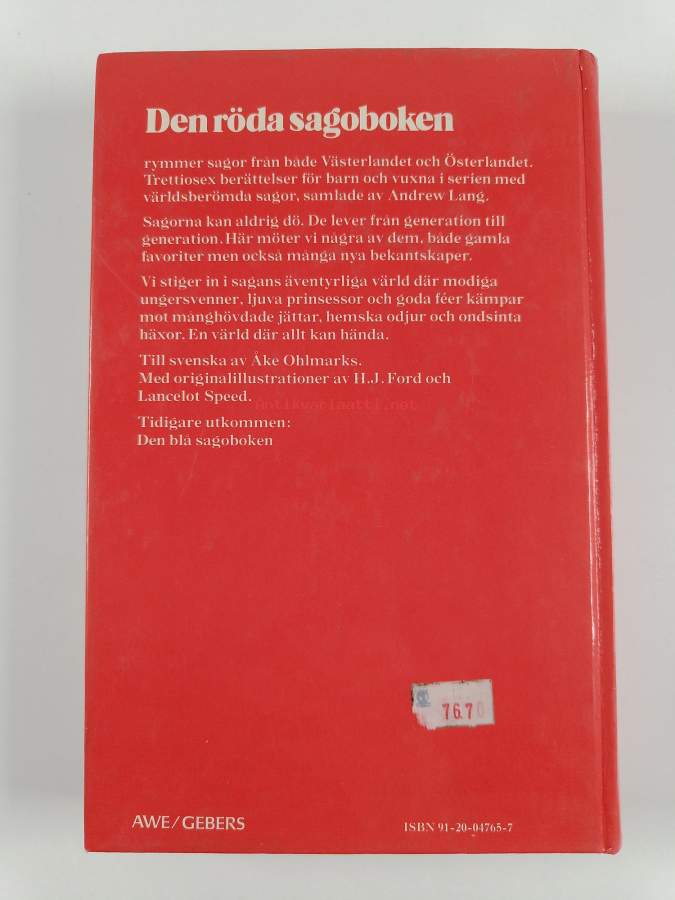 Den röda sagoboken
rymmer sagor från både Västerlandet och Österlandet.
Trettiosex berättelser för barn och vuxna i serien med
världsberömda sagor, samlade av Andrew Lang.
Sagorna kan aldrig dö. De lever från generation till
generation. Här möter vi några av dem, både gamla
favoriter men också många nya bekantskaper.
Vi stiger in i sagans äventyrliga värld där modiga
ungersvenner, ljuva prinsessor och goda féer kämpar
mot månghövdade jättar, hemska odjur och ondsinta
häxor. En värld där allt kan hända.
Till svenska av Åke Ohlmarks.
Med originalillustrationer av H.J. Ford och
Lancelot Speed.
Antikvariaatti.net
Tidigare utkommen:
Den blå sagoboken
76.70
AWE/GEBERS
ISBN 91-20-04765-7